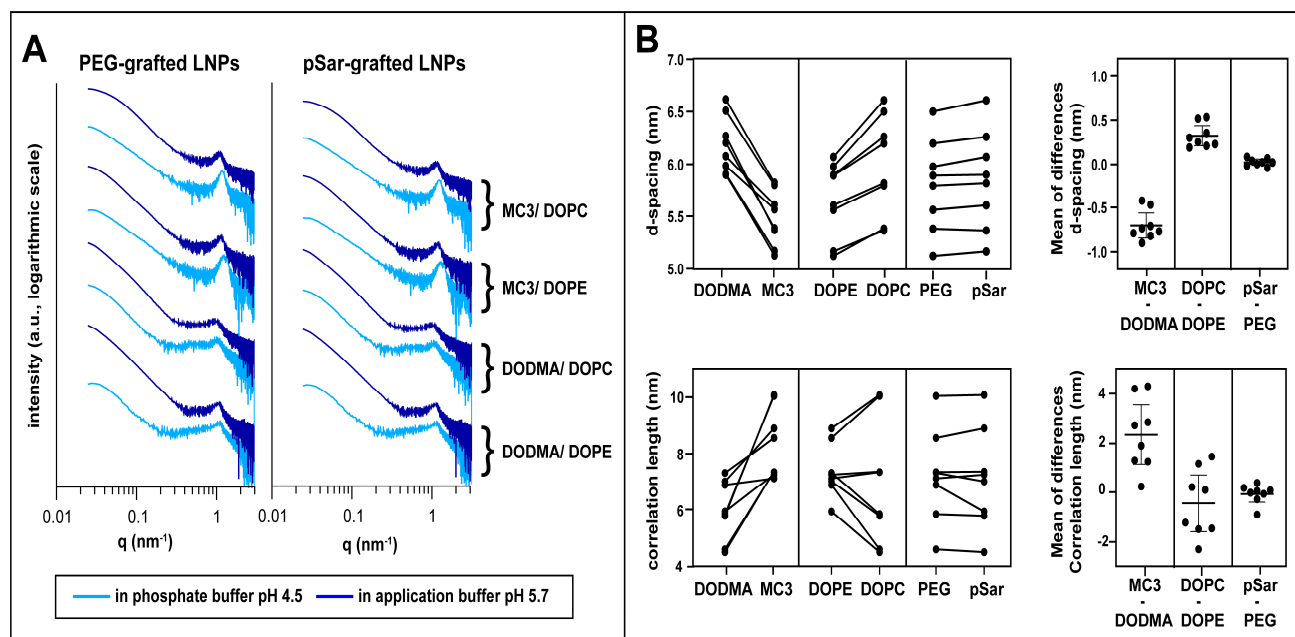 A
PEG-grafted LNPs
pSar-grafted LNPs
intensity (a.u., logarithmic scale)
MC3/ DOPC
MC3/ DOPE
DODMA/ DOPC
DODMA/ DOPE
0.01 0.1 1
0.01 0.1 1
q (nm-1)
q (nm-1)
in phosphate buffer pH 4.5
in application buffer pH 5.7
B
d-spacing (nm)
7.0
6.5
6.0
5.5
5.0
DODMA MC3 DOPE DOPC PEG pSar
Mean of differences
d-spacing (nm)
1.0
0.5
0.0
-0.5
-1.0
MC3 DOPC pSar
- - -
DODMA DOPE PEG
correlation length (nm)
10
8
6
4
DODMA MC3 DOPE DOPC PEG pSar
Mean of differences
Correlation length (nm)
4
2
0
-2
MC3 DOPC pSar
- - -
DODMA DOPE PEG